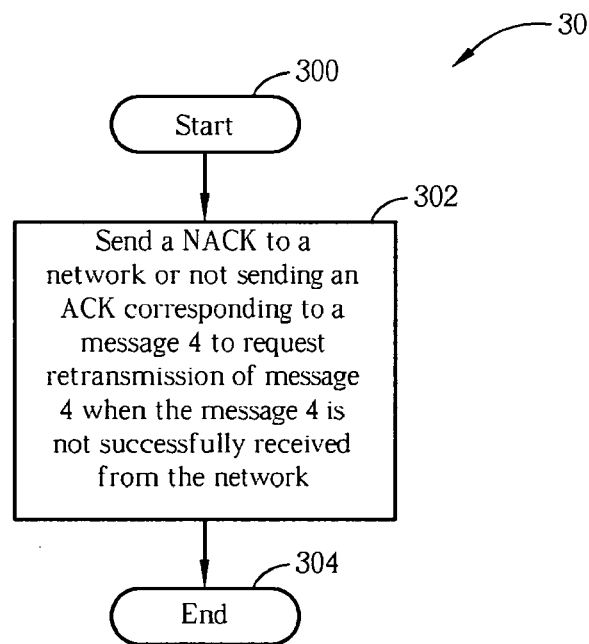 30
300
Start
302
Send a NACK to a
network or not sending an
ACK corresponding to a
message 4 to request
retransmission of message
4 when the message 4 is
not successfully received
from the network
304
End